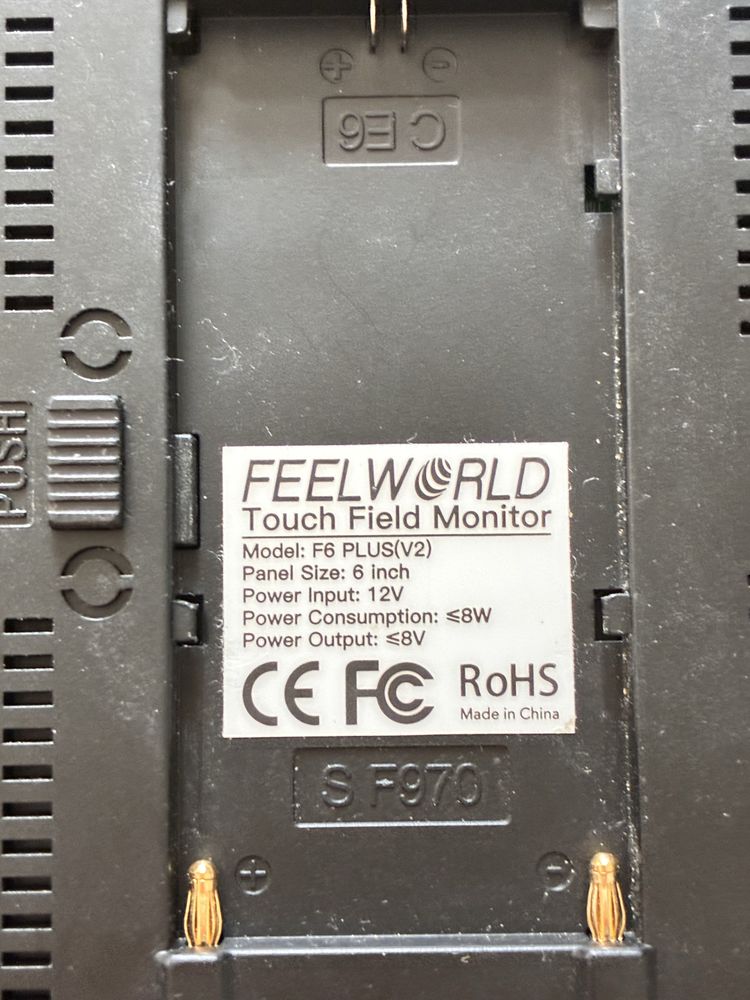 + -
C E6
PUSH
FEELWORLD
Touch Field Monitor
Model: F6 PLUS(V2)
Panel Size: 6 inch
Power Input: 12V
Power Consumption: ≤8W
Power Output: ≤8V
CE FC RoHS
Made in China
S F970
+ -